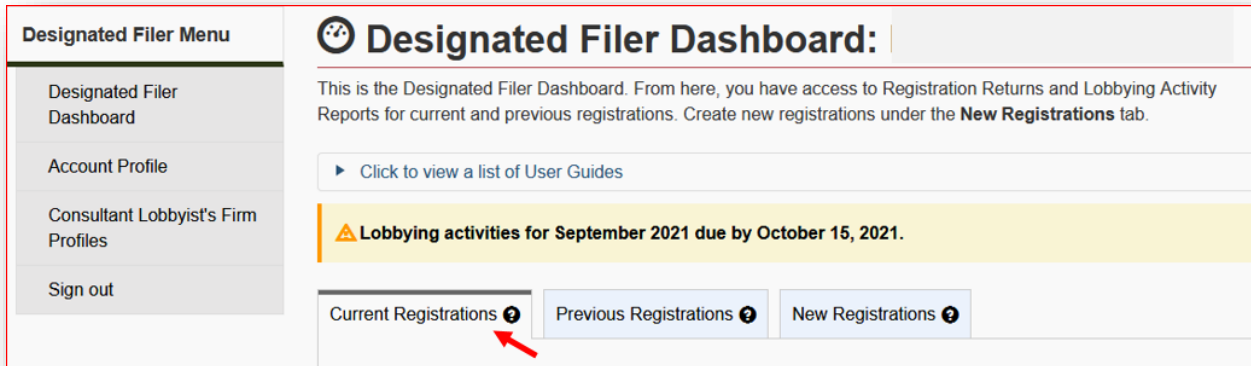 Designated Filer Menu
Designated Filer
Dashboard
Account Profile
Consultant Lobbyist's Firm
Profiles
Sign out
Designated Filer Dashboard:
This is the Designated Filer Dashboard. From here, you have access to Registration Returns and Lobbying Activity
Reports for current and previous registrations. Create new registrations under the New Registrations tab.
Click to view a list of User Guides
Lobbying activities for September 2021 due by October 15, 2021.
Current Registrations ?
Previous Registrations ?
New Registrations ?